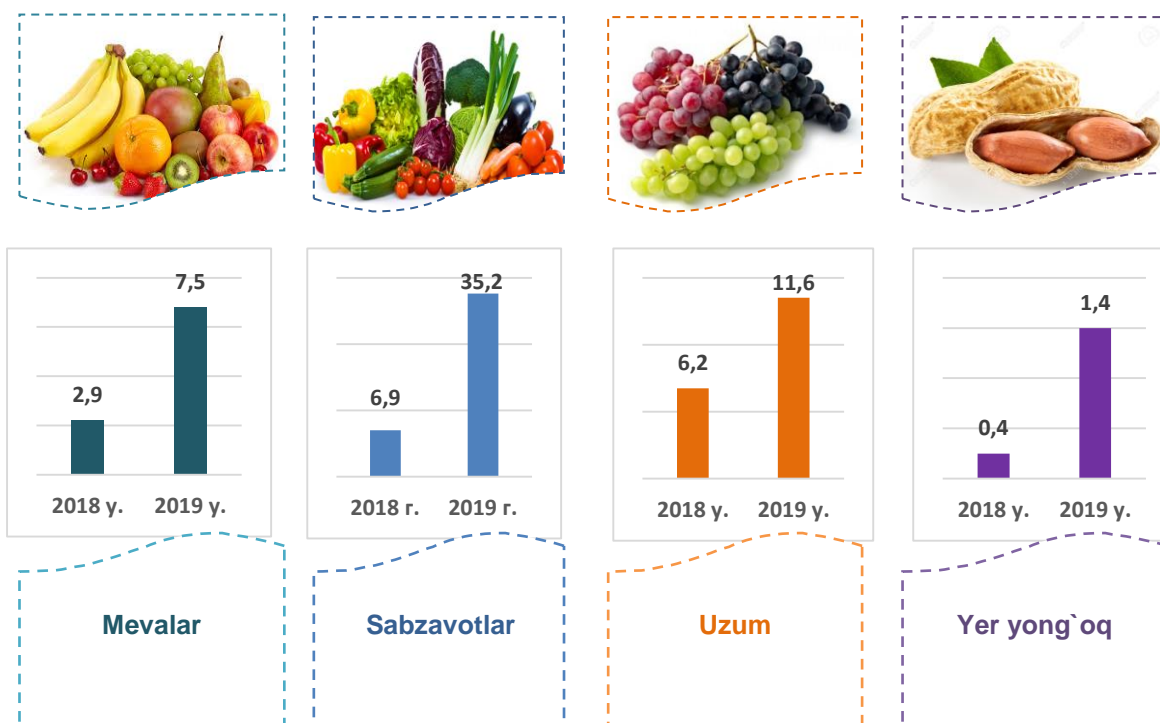 7,5
2,9
2018 y. 2019 y.
35,2
6,9
2018 г. 2019 г.
11,6
6,2
2018 y. 2019 y.
1,4
0,4
2018 y. 2019 y.
Mevalar
Sabzavotlar
Uzum
Yer yong`oq